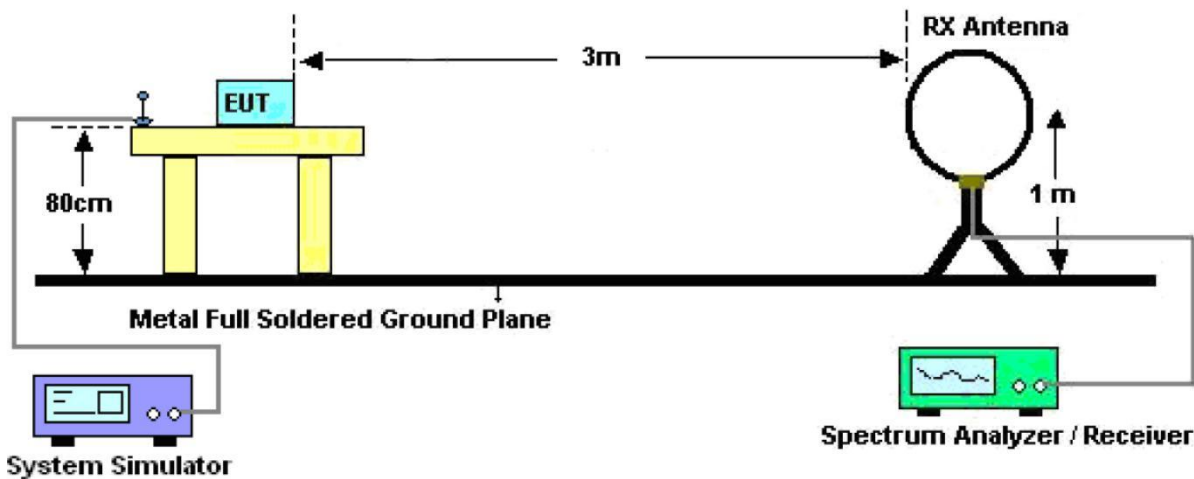 RX Antenna
3m
EUT
80cm
1 m
Metal Full Soldered Ground Plane
System Simulator
Spectrum Analyzer / Receiver